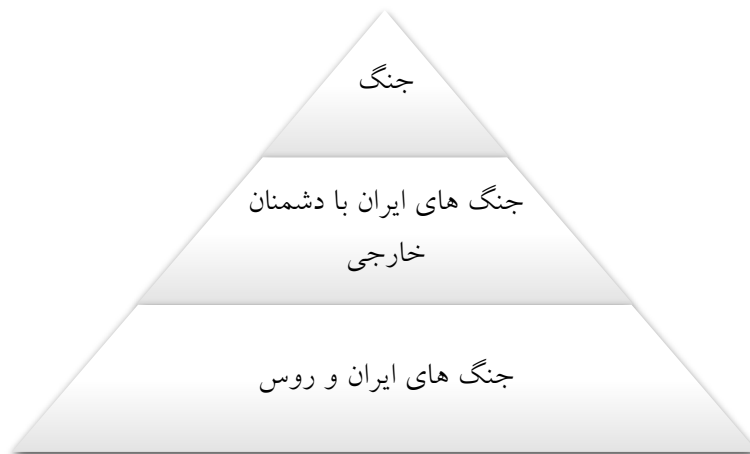 جنگ
جنگ های ایران با دشمنان
خارجی
جنگ های ایران و روس